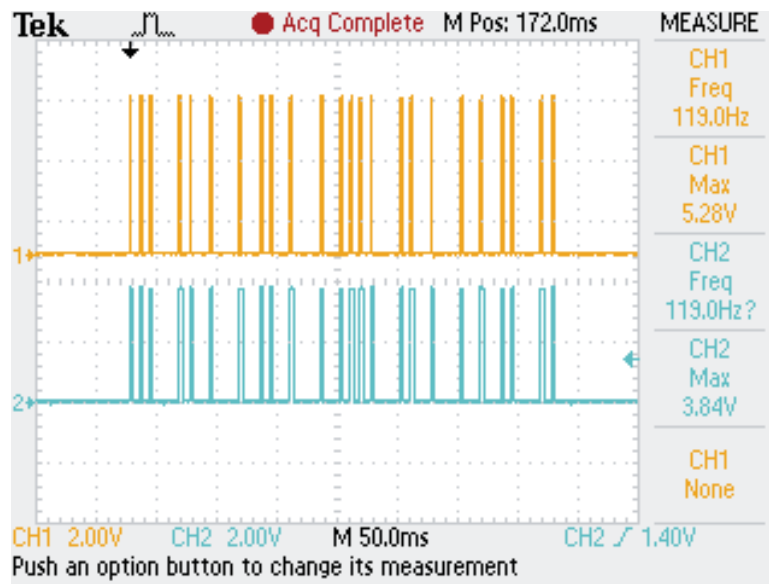 Tek Acq Complete M Pos: 172.0ms MEASURE
CH1
Freq
119.0Hz
CH1
Max
5.28V
CH2
Freq
119.0Hz?
CH2
Max
3.84V
CH1
None
1
2
CH1 2.00V CH2 2.00V M 50.0ms CH2 1.40V
Push an option button to change its measurement